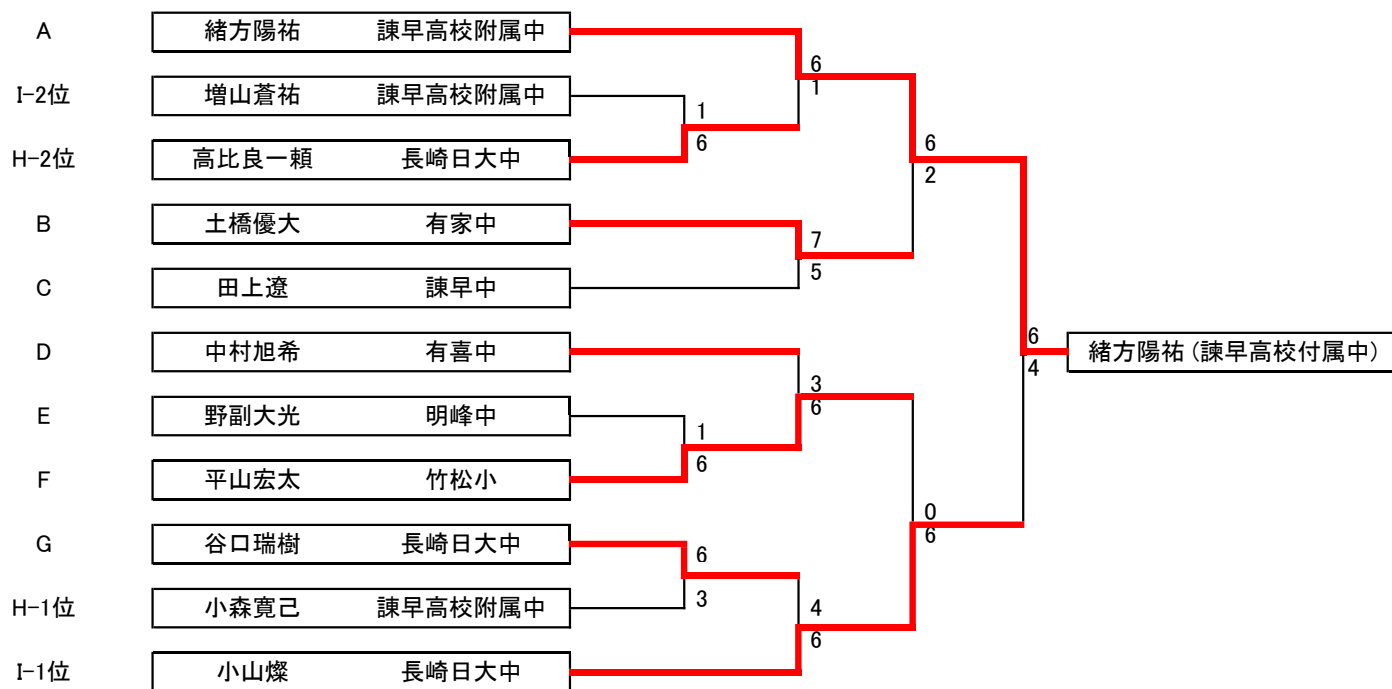 A 緒方陽祐 諫早高校附属中
6
I-2位 増山蒼祐 諫早高校附属中
1
1
6
6
H-2位 高比良一頼 長崎日大中
2
B 土橋優大 有家中
7
5
C 田上遼 諫早中
6
D 中村旭希 有喜中
緒方陽祐(諫早高校付属中)
4
3
6
E 野副大光 明峰中
1
6
F 平山宏太 竹松小
0
6
G 谷口瑞樹 長崎日大中
6
3
H-1位 小森寛己 諫早高校附属中
4
6
I-1位 小山燦 長崎日大中